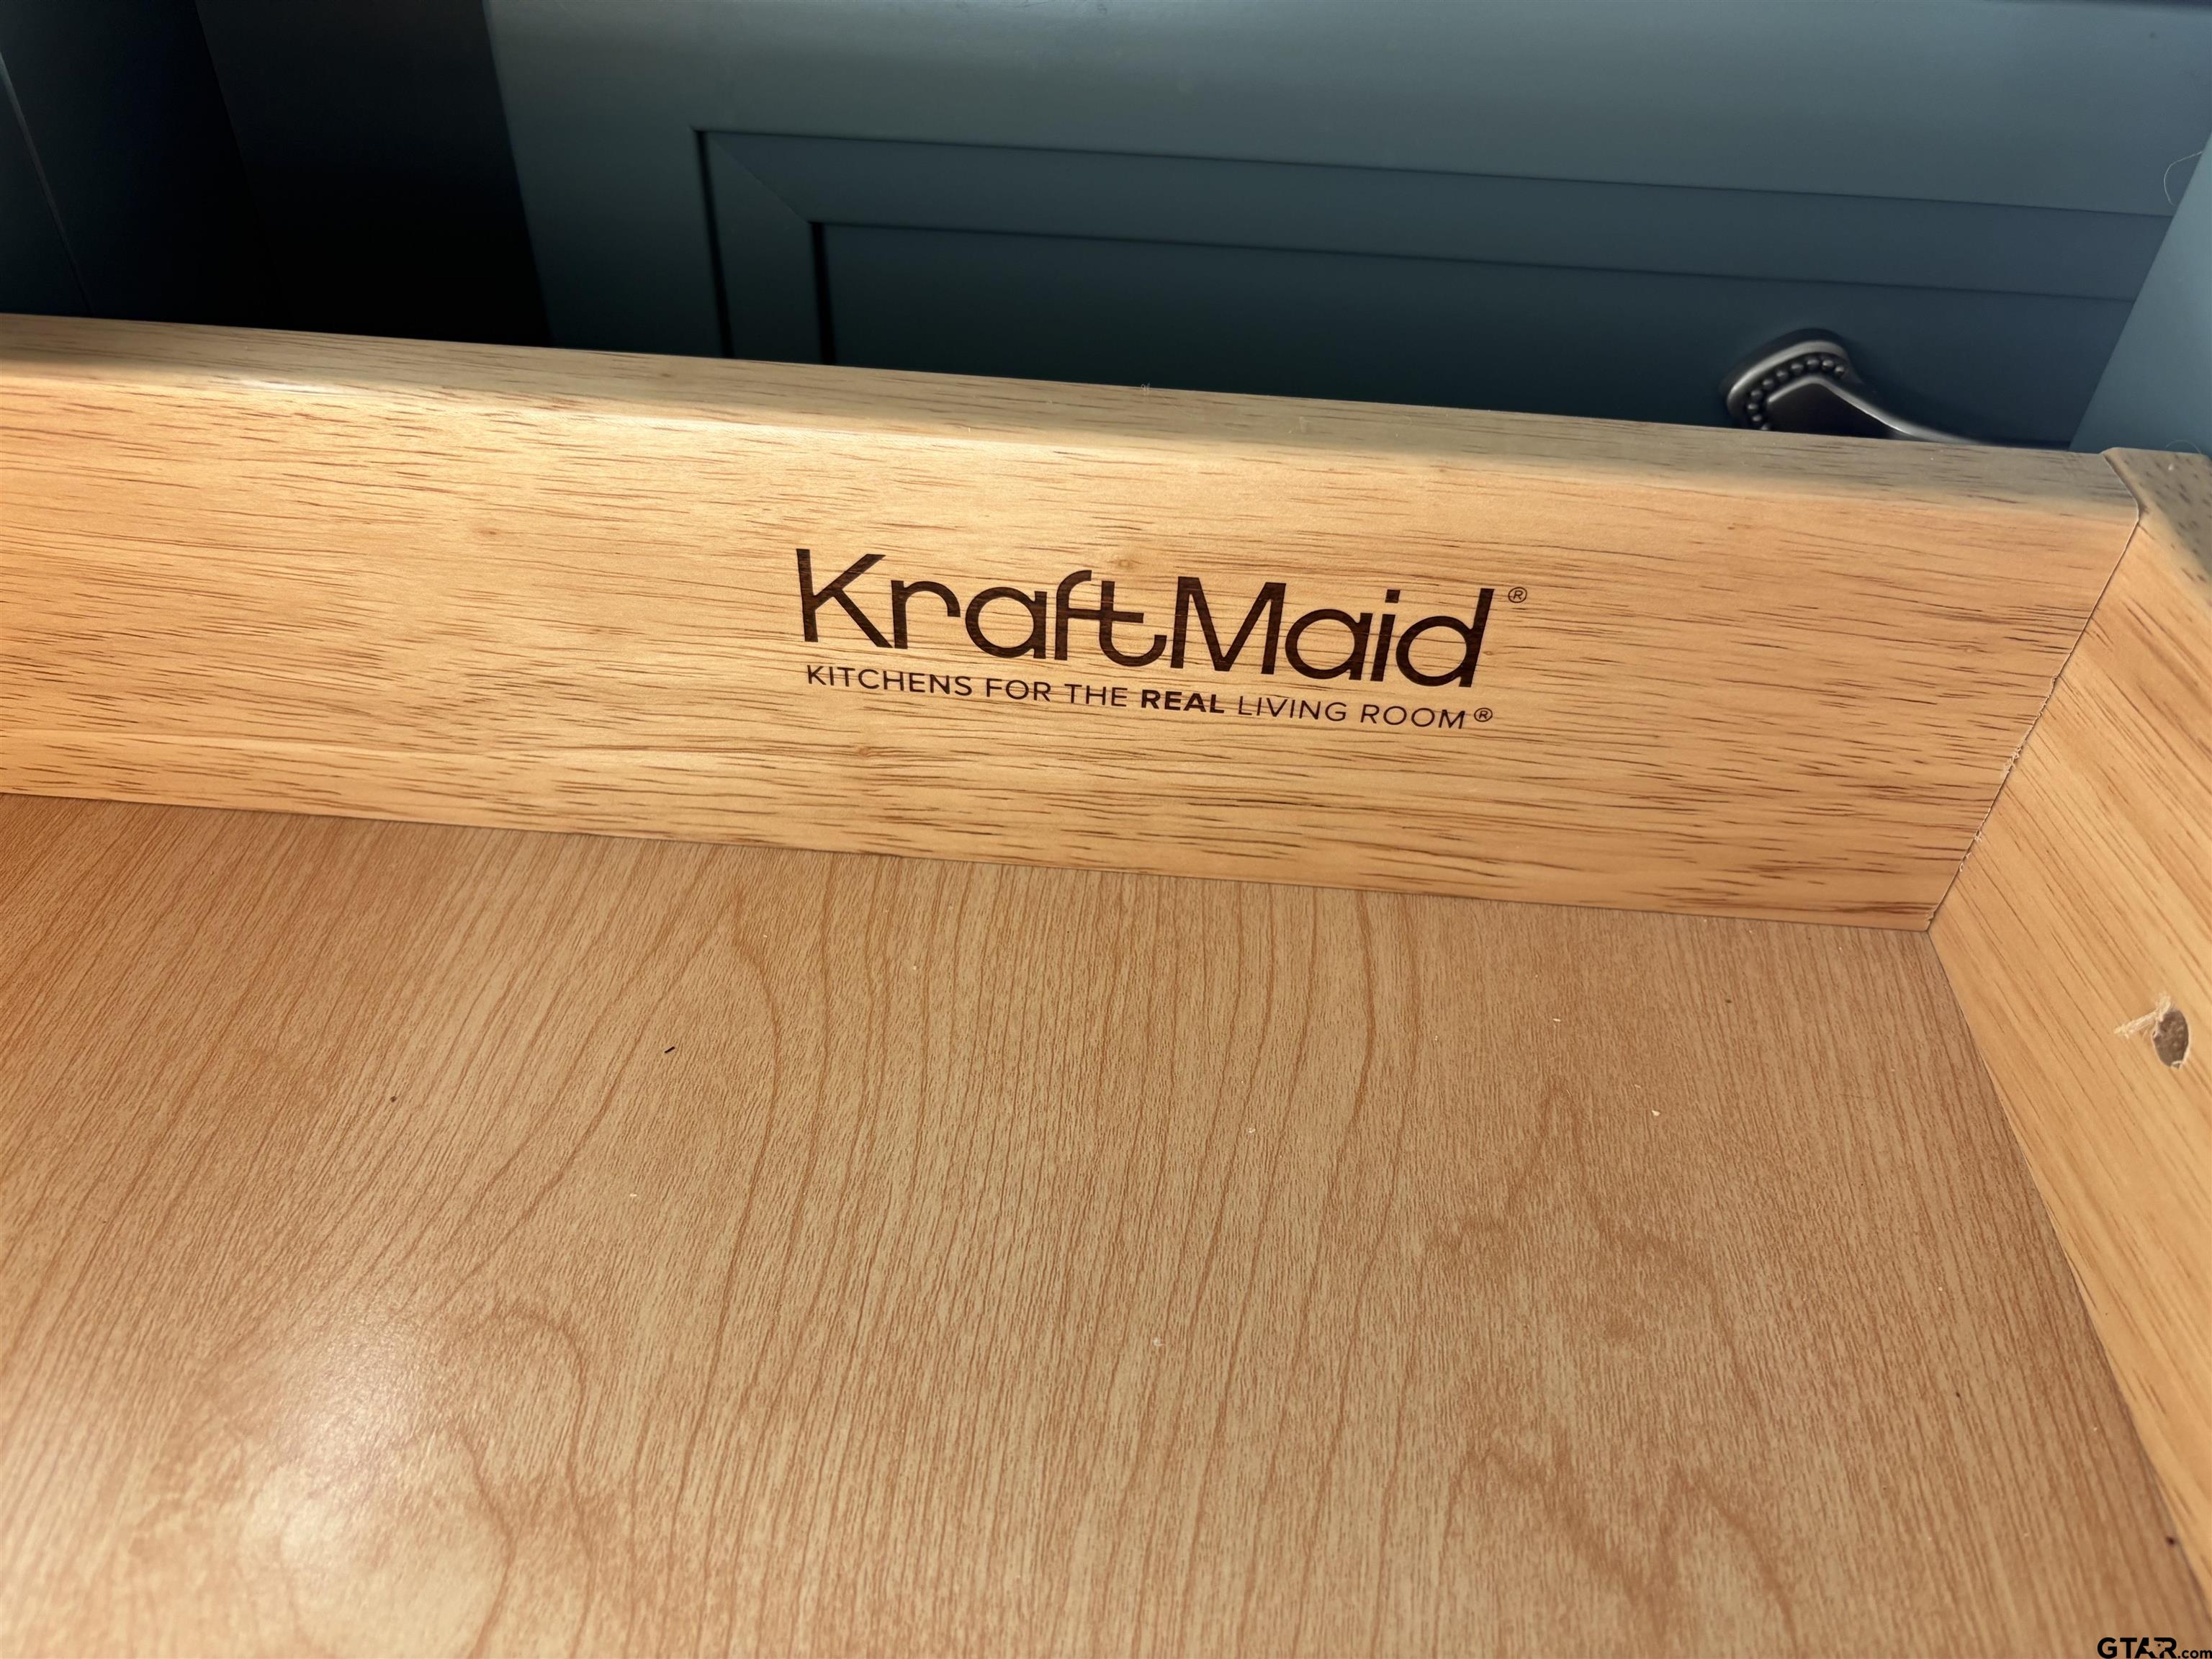 KraftMaid®
KITCHENS FOR THE REAL LIVING ROOM®
GTAR.com